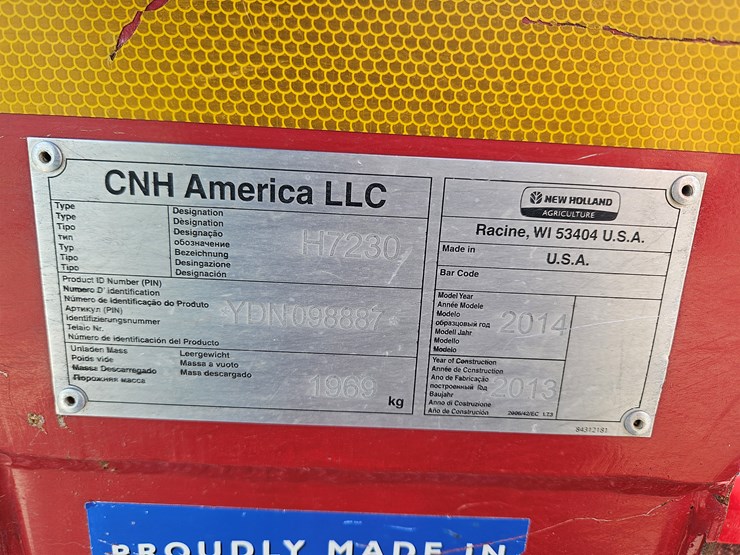 CNH America LLC
Type
Type
Tipo
тип
Typ
Tipo
Tipo
Designation
Dèsignation
Designação
обозначение
Bezeichnung
Desingazione
Designación
H7230
Product ID Number (PIN)
Numero D' identification
Número de Identificação do Produto
Артикул (PIN)
Identifizierungsnummer
Telaio Nr.
Número de identificación del Producto
*YDN098887*
Unladen Mass
Poids vide
Massa Descarregado
Порожняя масса
Leergewicht
Massa a vuoto
Masa descargado
1969
kg
NEW HOLLAND
AGRICULTURE
Racine, WI 53404 U.S.A.
Made in
U.S.A.
Bar Code
Model Year
Année Modele
Modelo
образцовый год
Modell Jahr
Modello
Modelo
2014
Year of Construction
Année de Construction
Ano de Fabricação
построенный Год
Baujahr
Anno di Costruzione
Año de Construción
2013
2006/42/EC 1.7.3
84312181
PROUDLY MADE IN